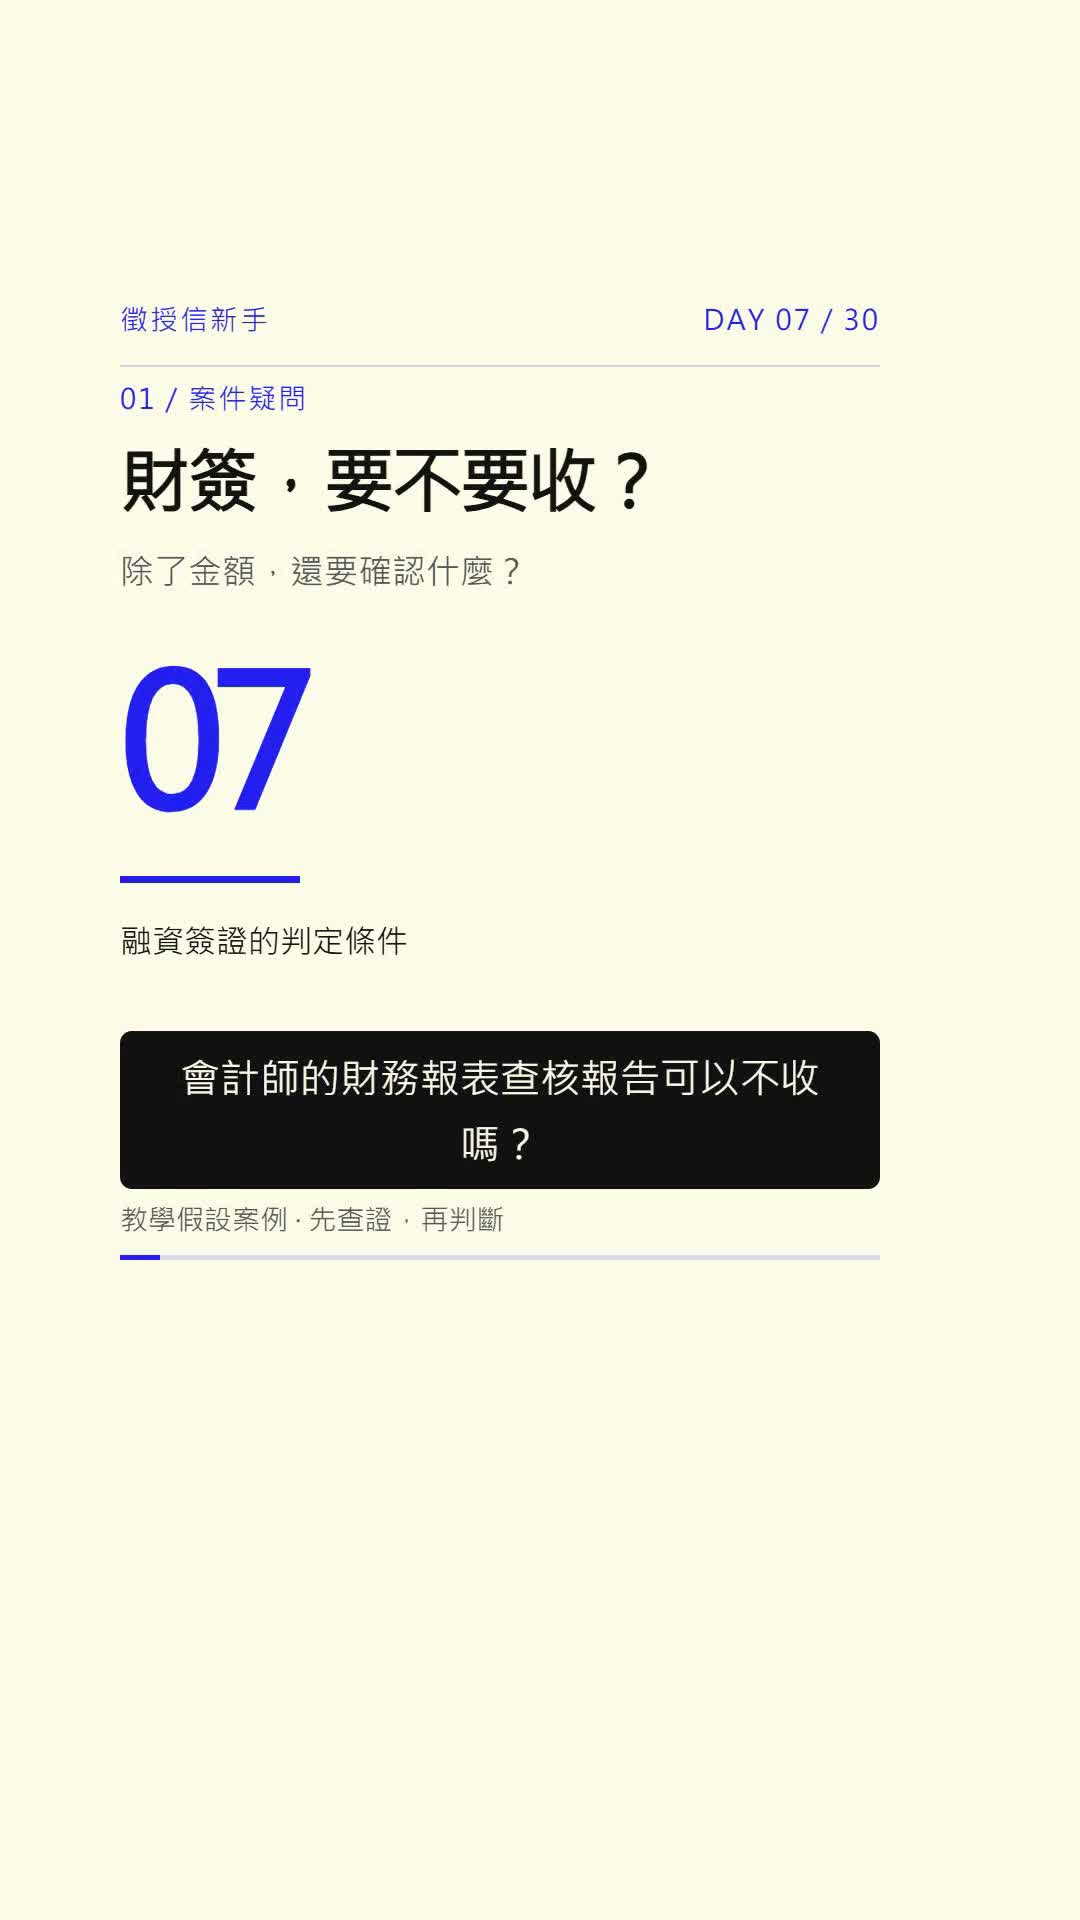 徵授信新手
DAY 07 / 30
01 / 案件疑問
財簽，要不要收？
除了金額，還要確認什麼？
07
融資簽證的判定條件
會計師的財務報表查核報告可以不收
嗎？
教學假設案例 · 先查證，再判斷